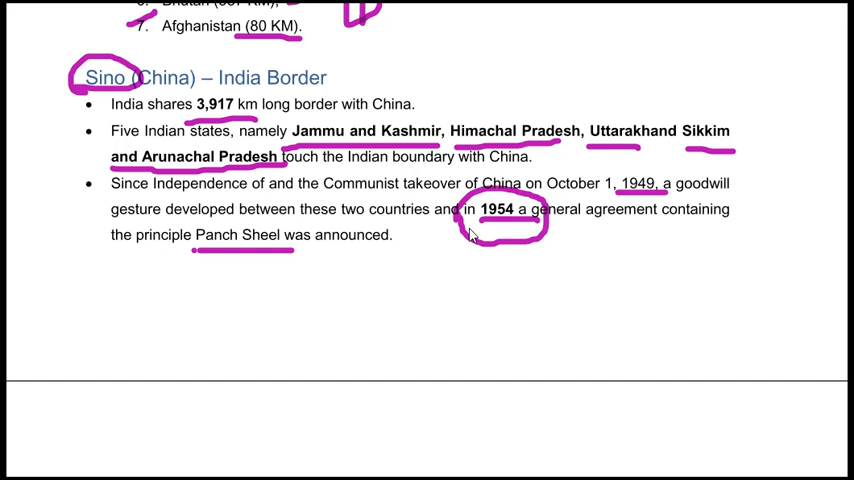 7. Afghanistan (80 KM).
Sino (China) – India Border
• India shares 3,917 km long border with China.
• Five Indian states, namely Jammu and Kashmir, Himachal Pradesh, Uttarakhand Sikkim
and Arunachal Pradesh touch the Indian boundary with China.
• Since Independence of and the Communist takeover of China on October 1, 1949, a goodwill
gesture developed between these two countries and in 1954 a general agreement containing
the principle Panch Sheel was announced.